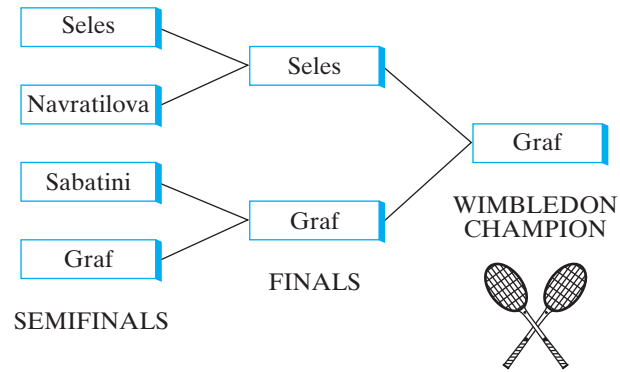 Seles
Navratilova
Sabatini
Graf
SEMIFINALS
Seles
Graf
FINALS
Graf
WIMBLEDON
CHAMPION